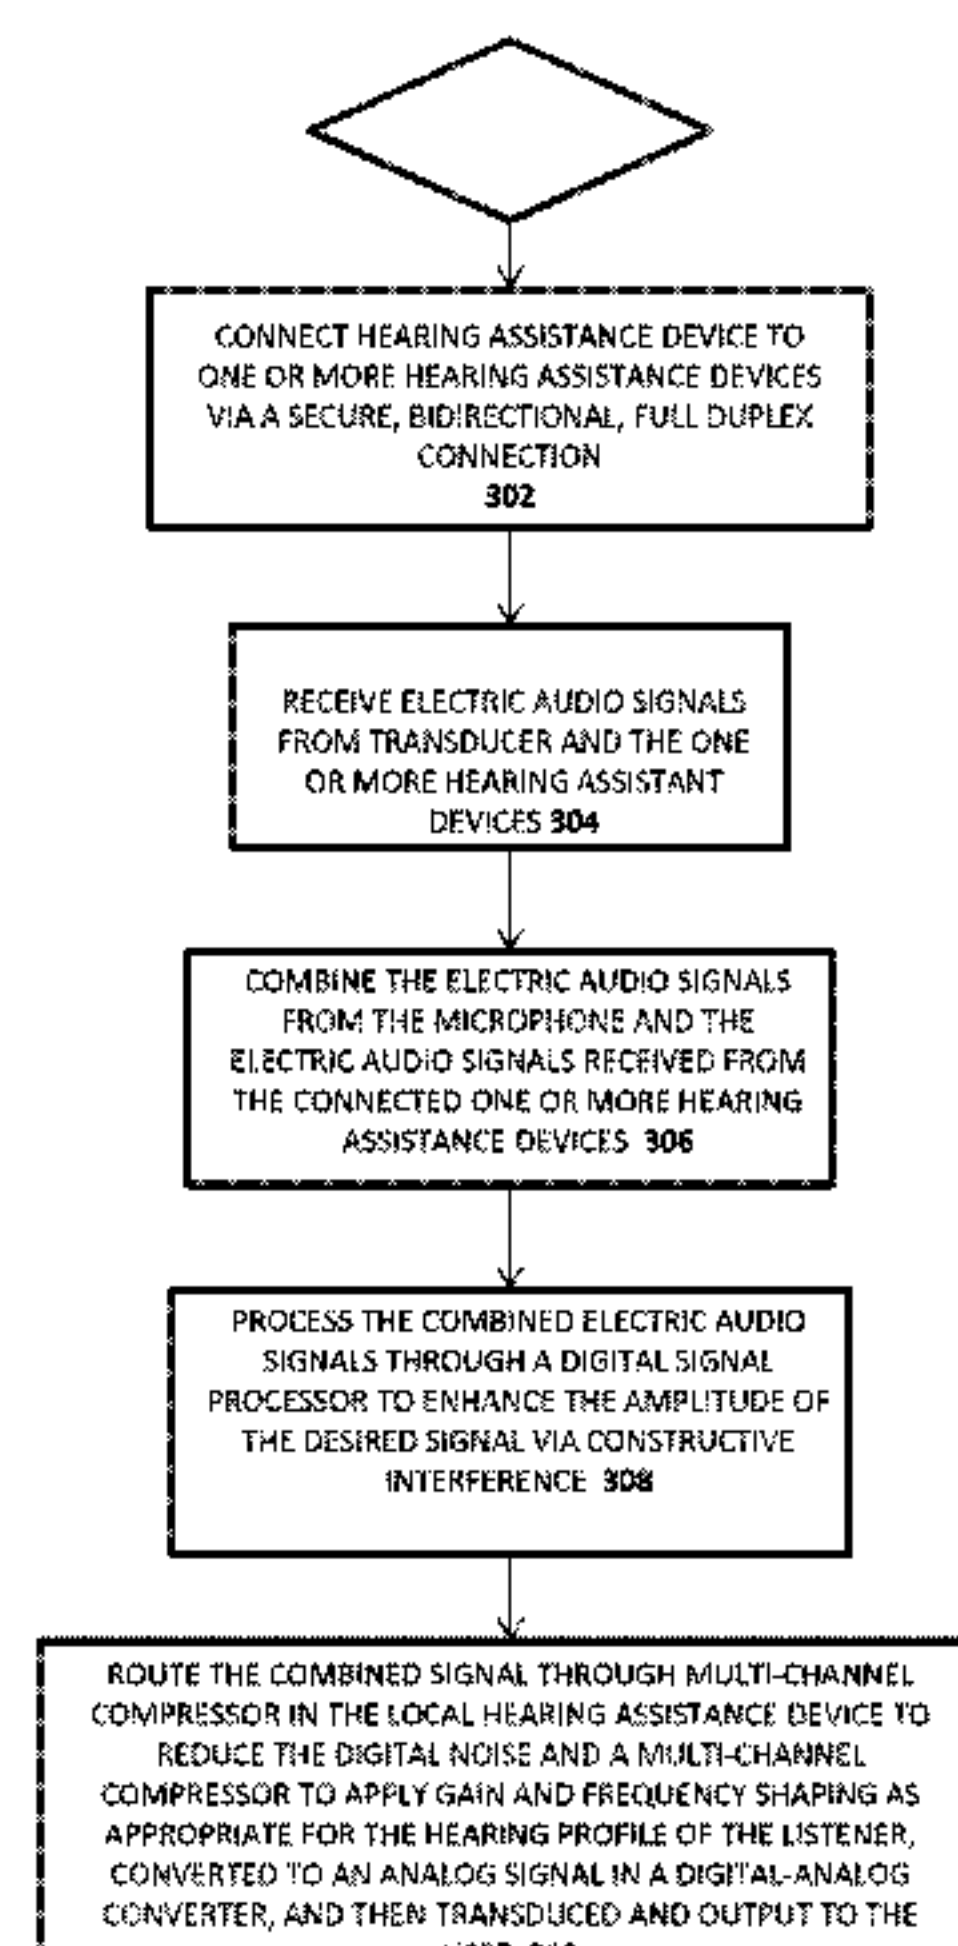 CONNECT HEARING ASSISTANCE DEVICE TO
ONE OR MORE HEARING ASSISTANCE DEVICES
VIA A SECURE, BIDIRECTIONAL, FULL DUPLEX
CONNECTION
302
RECEIVE ELECTRIC AUDIO SIGNALS
FROM TRANSDUCER AND THE ONE
OR MORE HEARING ASSISTANT
DEVICES 304
COMBINE THE ELECTRIC AUDIO SIGNALS
FROM THE MICROPHONE AND THE
ELECTRIC AUDIO SIGNALS RECEIVED FROM
THE CONNECTED ONE OR MORE HEARING
ASSISTANCE DEVICES 306
PROCESS THE COMBINED ELECTRIC AUDIO
SIGNALS THROUGH A DIGITAL SIGNAL
PROCESSOR TO ENHANCE THE AMPLITUDE OF
THE DESIRED SIGNAL VIA CONSTRUCTIVE
INTERFERENCE 308
ROUTE THE COMBINED SIGNAL THROUGH MULTI-CHANNEL
COMPRESSOR IN THE LOCAL HEARING ASSISTANCE DEVICE TO
REDUCE THE DIGITAL NOISE AND A MULTI-CHANNEL
COMPRESSOR TO APPLY GAIN AND FREQUENCY SHAPING AS
APPROPRIATE FOR THE HEARING PROFILE OF THE LISTENER,
CONVERTED TO AN ANALOG SIGNAL IN A DIGITAL-ANALOG
CONVERTER, AND THEN TRANSDUCED AND OUTPUT TO THE